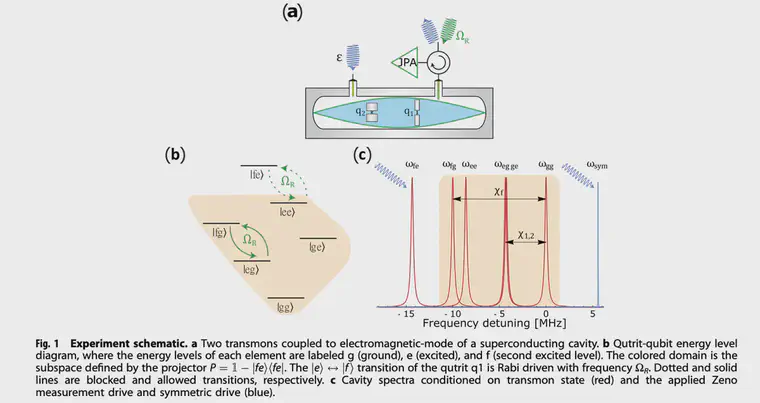 (a)
ε
Ω_R
JPA
q₂
q₁
(b)
(c)
|fe⟩
Ω_R
|ee⟩
|fg⟩
Ω_R
|ge⟩
|eg⟩
|gg⟩
ω_fe
ω_fg
ω_ee
ω_eg ge
ω_gg
ω_sym
χ_f
χ_1,2
-15
-10
-5
0
5
Frequency detuning [MHz]
Fig. 1 Experiment schematic. a Two transmons coupled to electromagnetic-mode of a superconducting cavity. b Qutrit-qubit energy level
diagram, where the energy levels of each element are labeled g (ground), e (excited), and f (second excited level). The colored domain is the
subspace defined by the projector P = 𝟙 − |fe⟩⟨fe|. The |e⟩ ↔ |f⟩ transition of the qutrit q1 is Rabi driven with frequency Ω_R. Dotted and solid
lines are blocked and allowed transitions, respectively. c Cavity spectra conditioned on transmon state (red) and the applied Zeno
measurement drive and symmetric drive (blue).